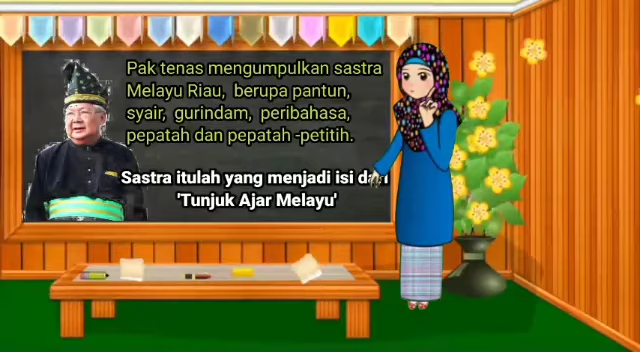 Pak tenas mengumpulkan sastra
Melayu Riau, berupa pantun,
syair, gurindam, peribahasa,
pepatah dan pepatah -petitih.
Sastra itulah yang menjadi isi dari
'Tunjuk Ajar Melayu'